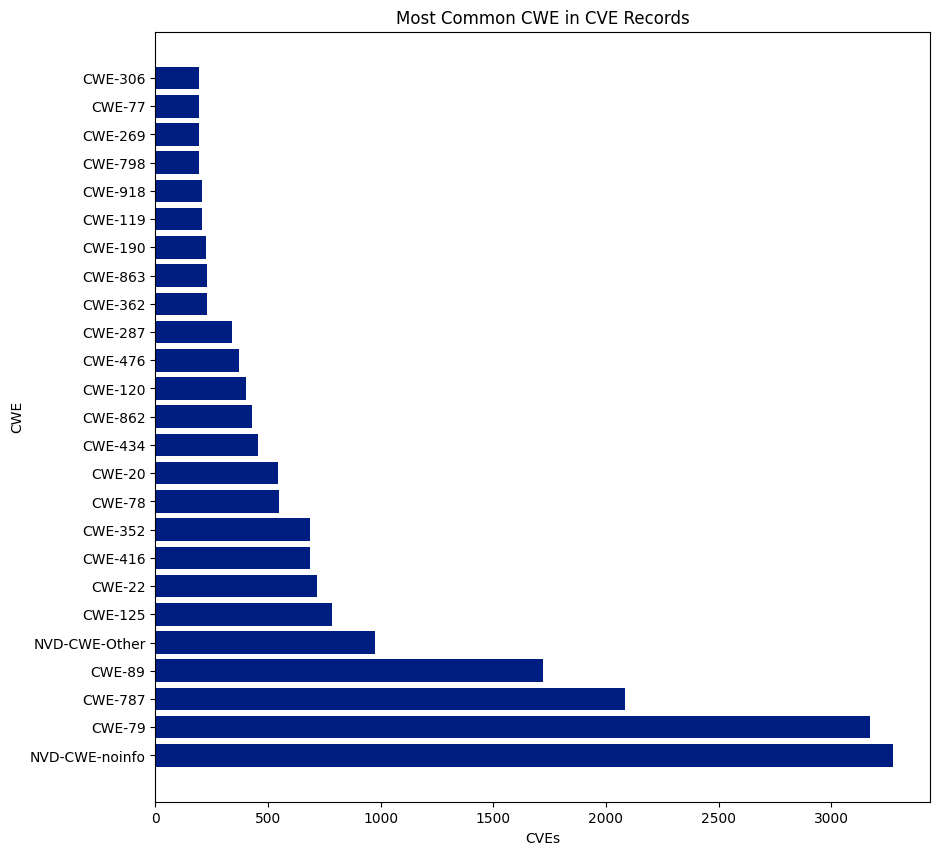 Most Common CWE in CVE Records
CWE-306
CWE-77
CWE-269
CWE-798
CWE-918
CWE-119
CWE-190
CWE-863
CWE-362
CWE-287
CWE-476
CWE-120
CWE-862
CWE-434
CWE-20
CWE-78
CWE-352
CWE-416
CWE-22
CWE-125
NVD-CWE-Other
CWE-89
CWE-787
CWE-79
NVD-CWE-noinfo
CWE
0 500 1000 1500 2000 2500 3000
CVEs